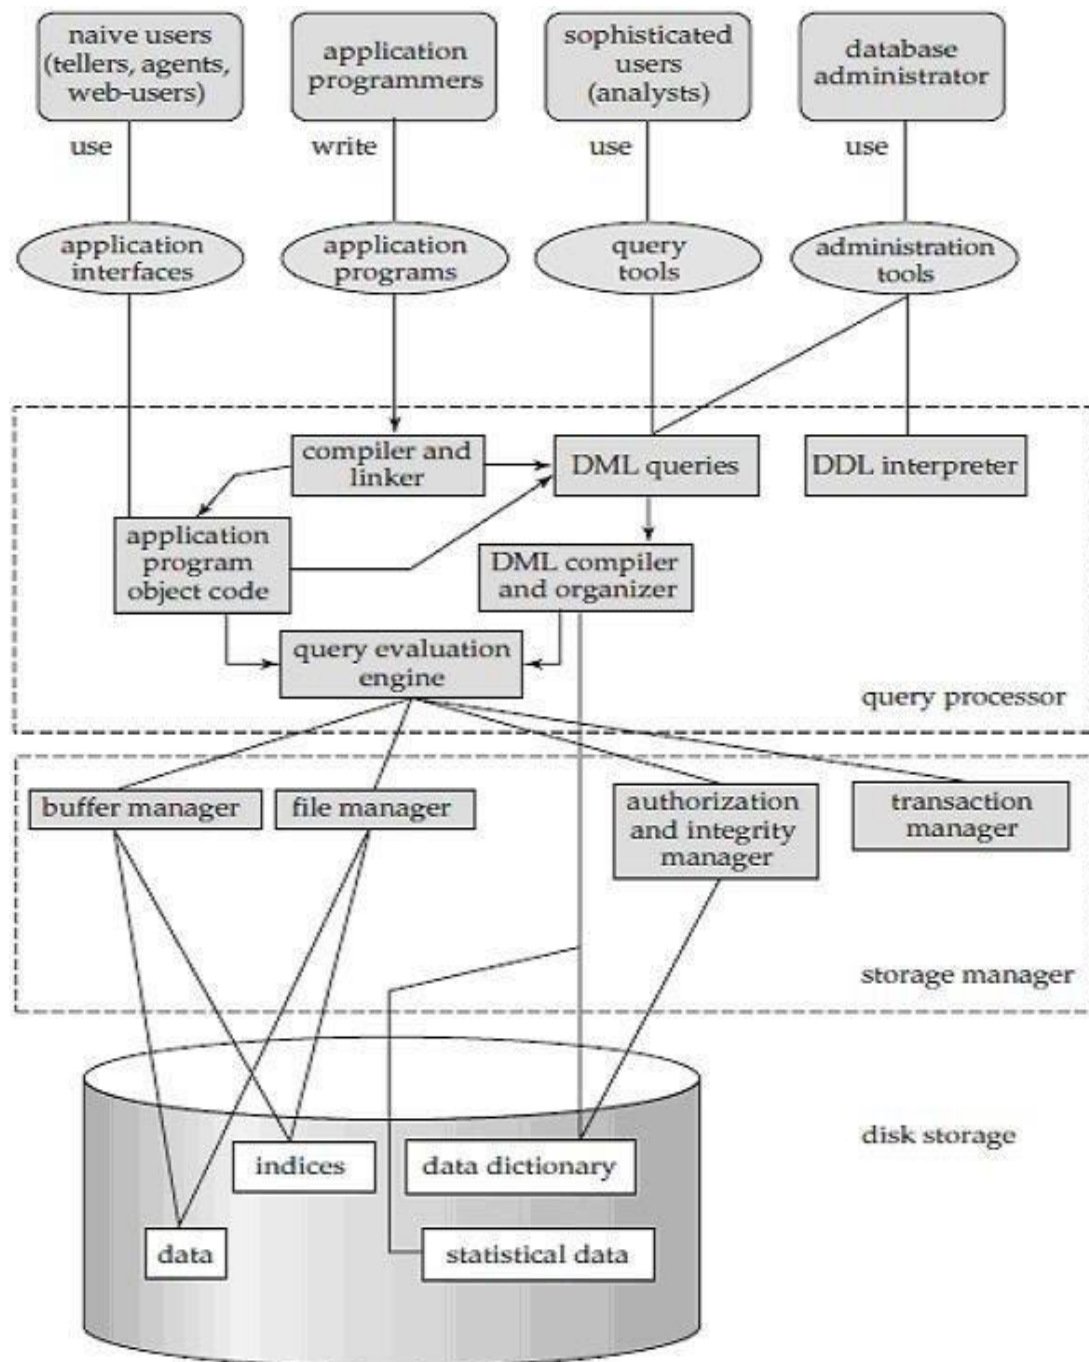 naive users
(tellers, agents,
web-users)
application
programmers
sophisticated
users
(analysts)
database
administrator
use
write
use
use
application
interfaces
application
programs
query
tools
administration
tools
compiler and
linker
DML queries
DDL interpreter
application
program
object code
DML compiler
and organizer
query evaluation
engine
query processor
buffer manager
file manager
authorization
and integrity
manager
transaction
manager
storage manager
disk storage
indices
data dictionary
data
statistical data